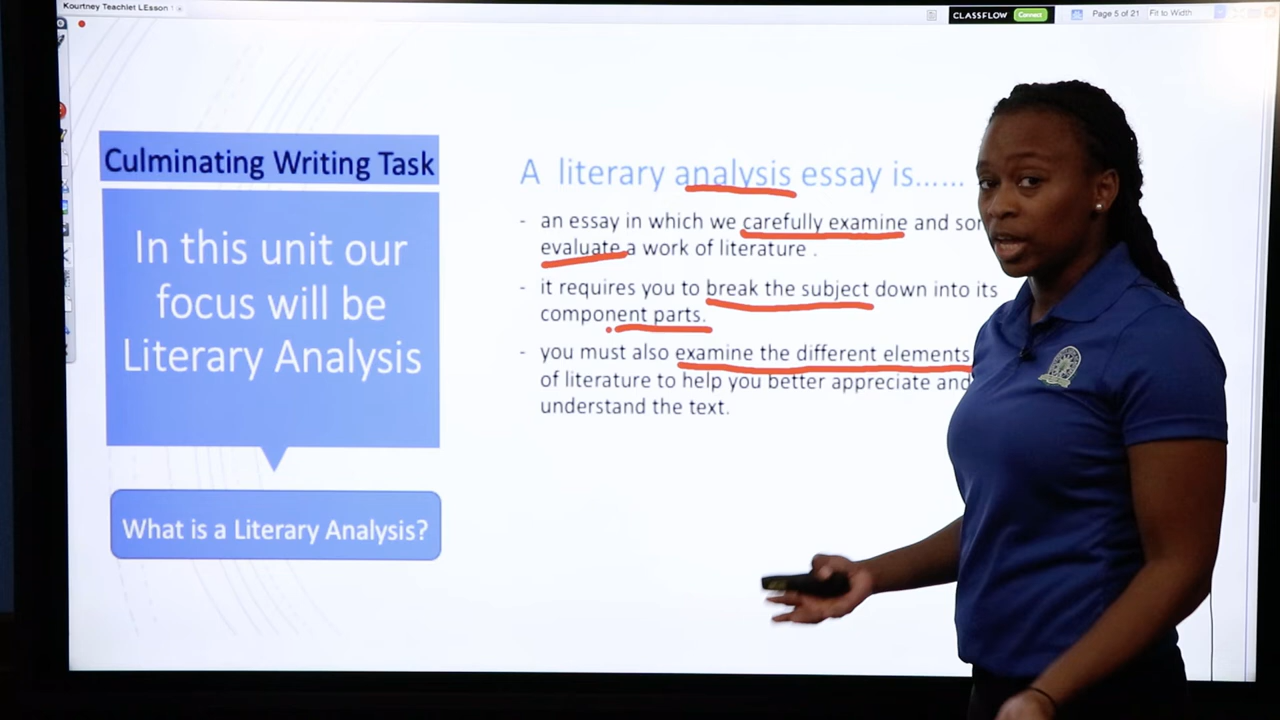 Kourtney Teachlet LEsson
CLASSFLOW Connect
Page 5 of 21
Fit to Width
Culminating Writing Task
In this unit our
focus will be
Literary Analysis
What is a Literary Analysis?
A literary analysis essay is......
- an essay in which we carefully examine and
evaluate a work of literature .
- it requires you to break the subject down into its
component parts.
- you must also examine the different elements
of literature to help you better appreciate and
understand the text.